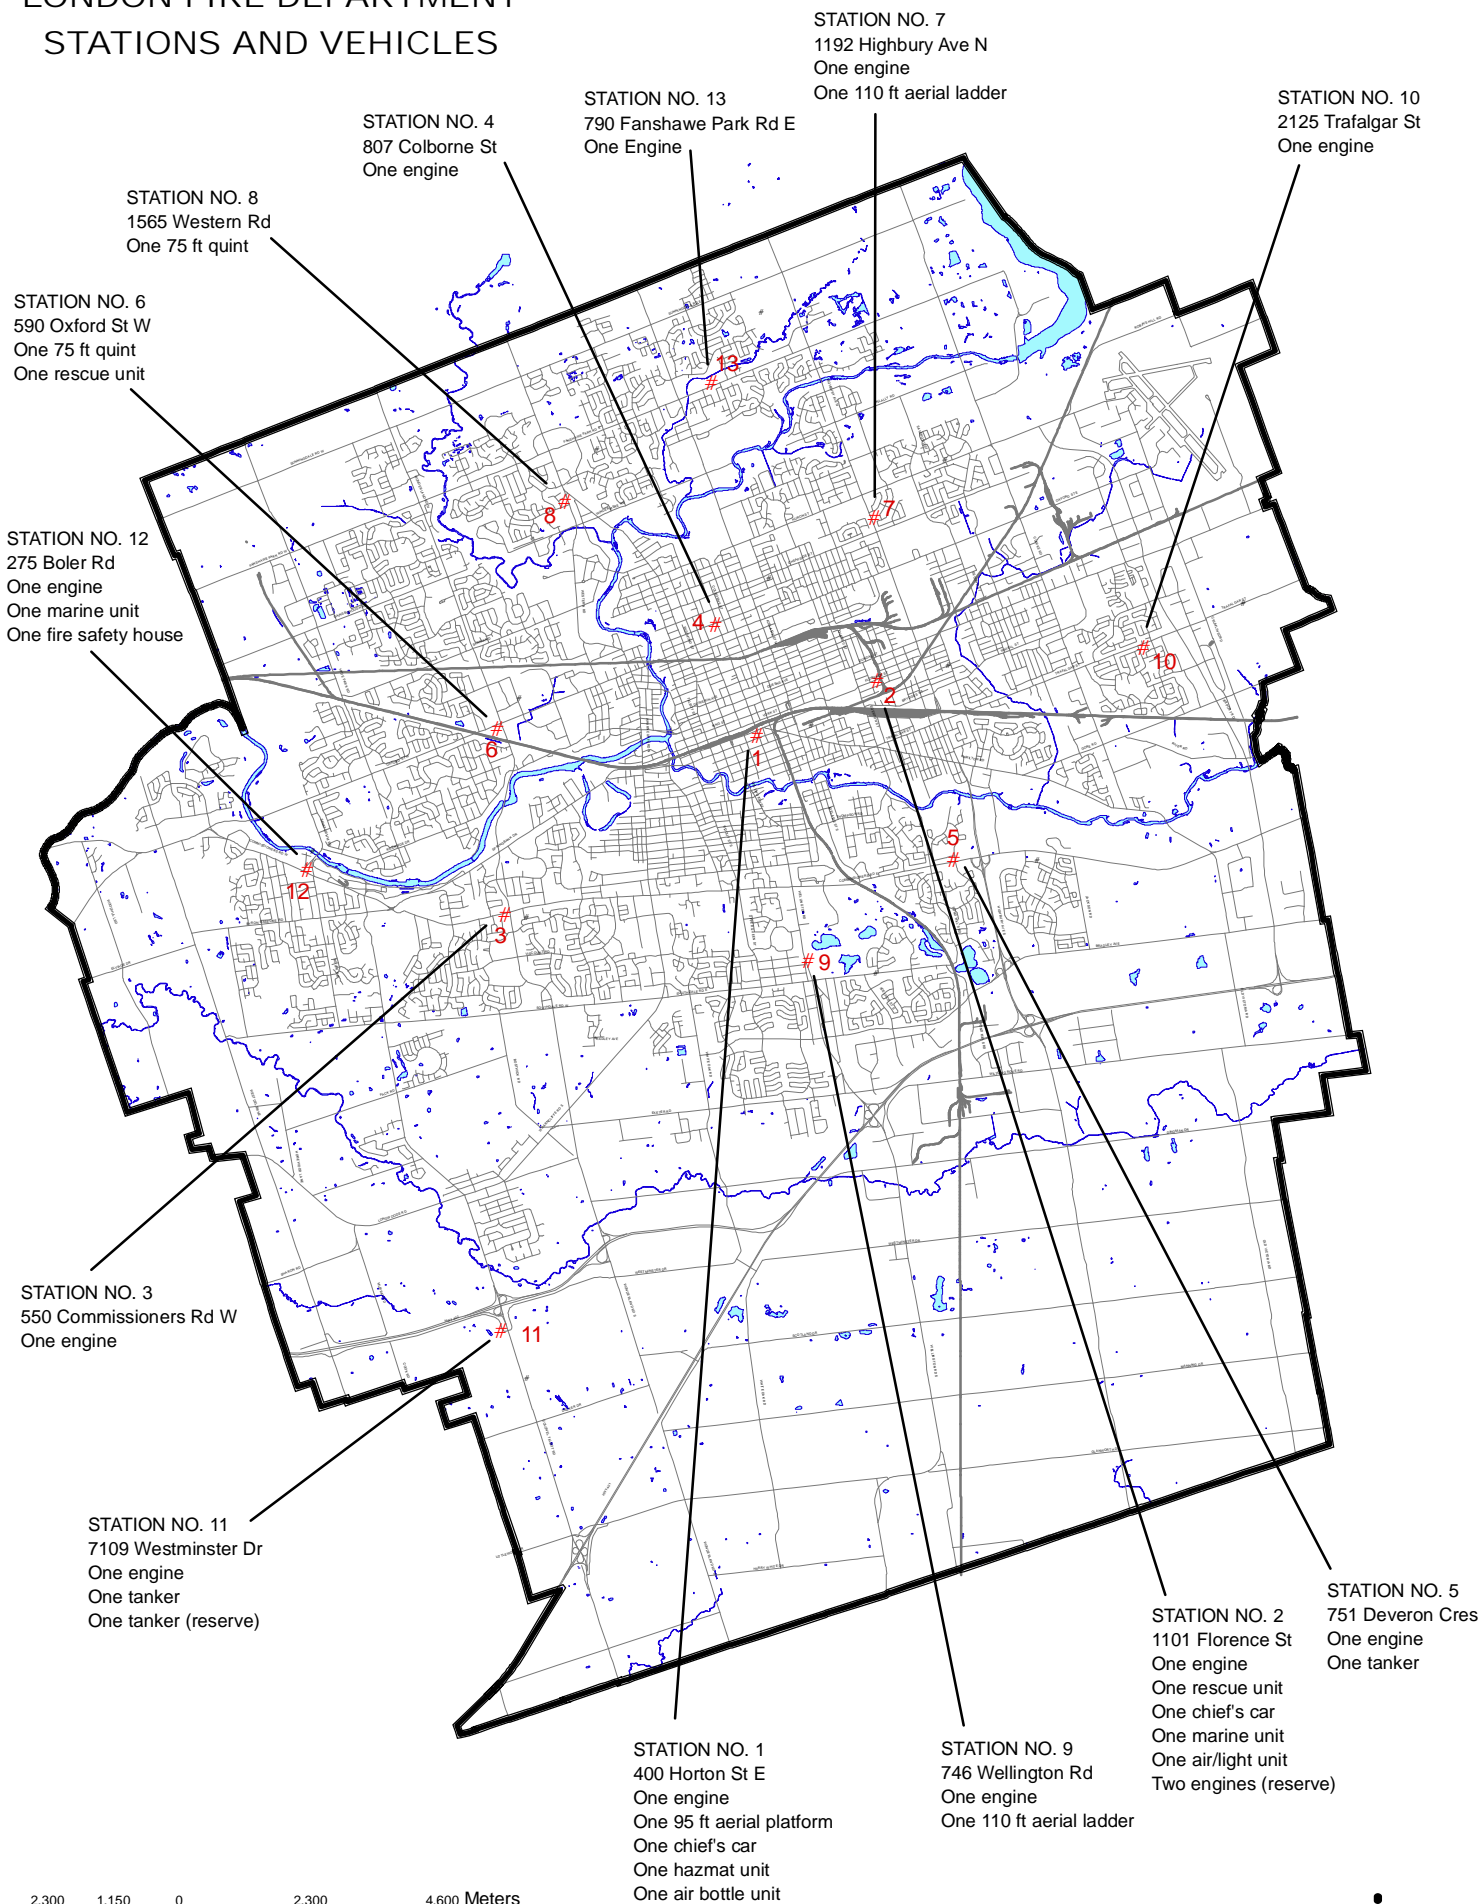 LONDON FIRE DEPARTMENT
STATIONS AND VEHICLES
STATION NO. 7
1192 Highbury Ave N
One engine
One 110 ft aerial ladder
STATION NO. 13
790 Fanshawe Park Rd E
One Engine
STATION NO. 10
2125 Trafalgar St
One engine
STATION NO. 4
807 Colborne St
One engine
STATION NO. 8
1565 Western Rd
One 75 ft quint
STATION NO. 6
590 Oxford St W
One 75 ft quint
One rescue unit
STATION NO. 12
275 Boler Rd
One engine
One marine unit
One fire safety house
# 13
# 8
# 7
4 #
# 10
# 2
# 6
# 1
5 #
# 12
# 3
# 9
# 11
STATION NO. 3
550 Commissioners Rd W
One engine
STATION NO. 11
7109 Westminster Dr
One engine
One tanker
One tanker (reserve)
STATION NO. 5
751 Deveron Cres
One engine
One tanker
STATION NO. 2
1101 Florence St
One engine
One rescue unit
One chief's car
One marine unit
One air/light unit
Two engines (reserve)
STATION NO. 1
400 Horton St E
One engine
One 95 ft aerial platform
One chief's car
One hazmat unit
One air bottle unit
STATION NO. 9
746 Wellington Rd
One engine
One 110 ft aerial ladder
2,300 1,150 0 2,300 4,600 Meters